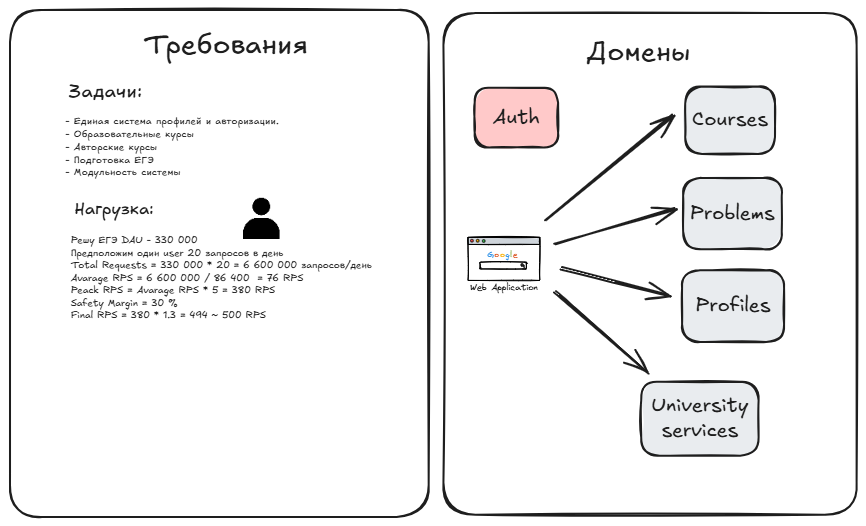 Требования
Задачи:
- Единая система профилей и авторизации.
- Образовательные курсы
- Авторские курсы
- Подготовка ЕГЭ
- Модульность системы
Нагрузка:
Решу ЕГЭ DAU - 330 000
Предположим один user 20 запросов в день
Total Requests = 330 000 * 20 = 6 600 000 запросов/день
Avarage RPS = 6 600 000 / 86 400 = 76 RPS
Peack RPS = Avarage RPS * 5 = 380 RPS
Safety Margin = 30 %
Final RPS = 380 * 1.3 = 494 ~ 500 RPS
Домены
Auth
Courses
Problems
Google
Web Application
Profiles
University
services